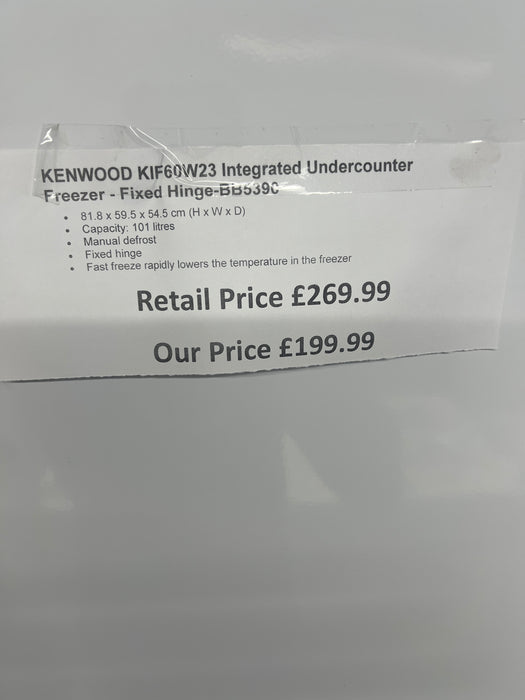 KENWOOD KIF60W23 Integrated Undercounter
Freezer - Fixed Hinge-BB539C
• 81.8 x 59.5 x 54.5 cm (H x W x D)
• Capacity: 101 litres
• Manual defrost
• Fixed hinge
• Fast freeze rapidly lowers the temperature in the freezer
Retail Price £269.99
Our Price £199.99